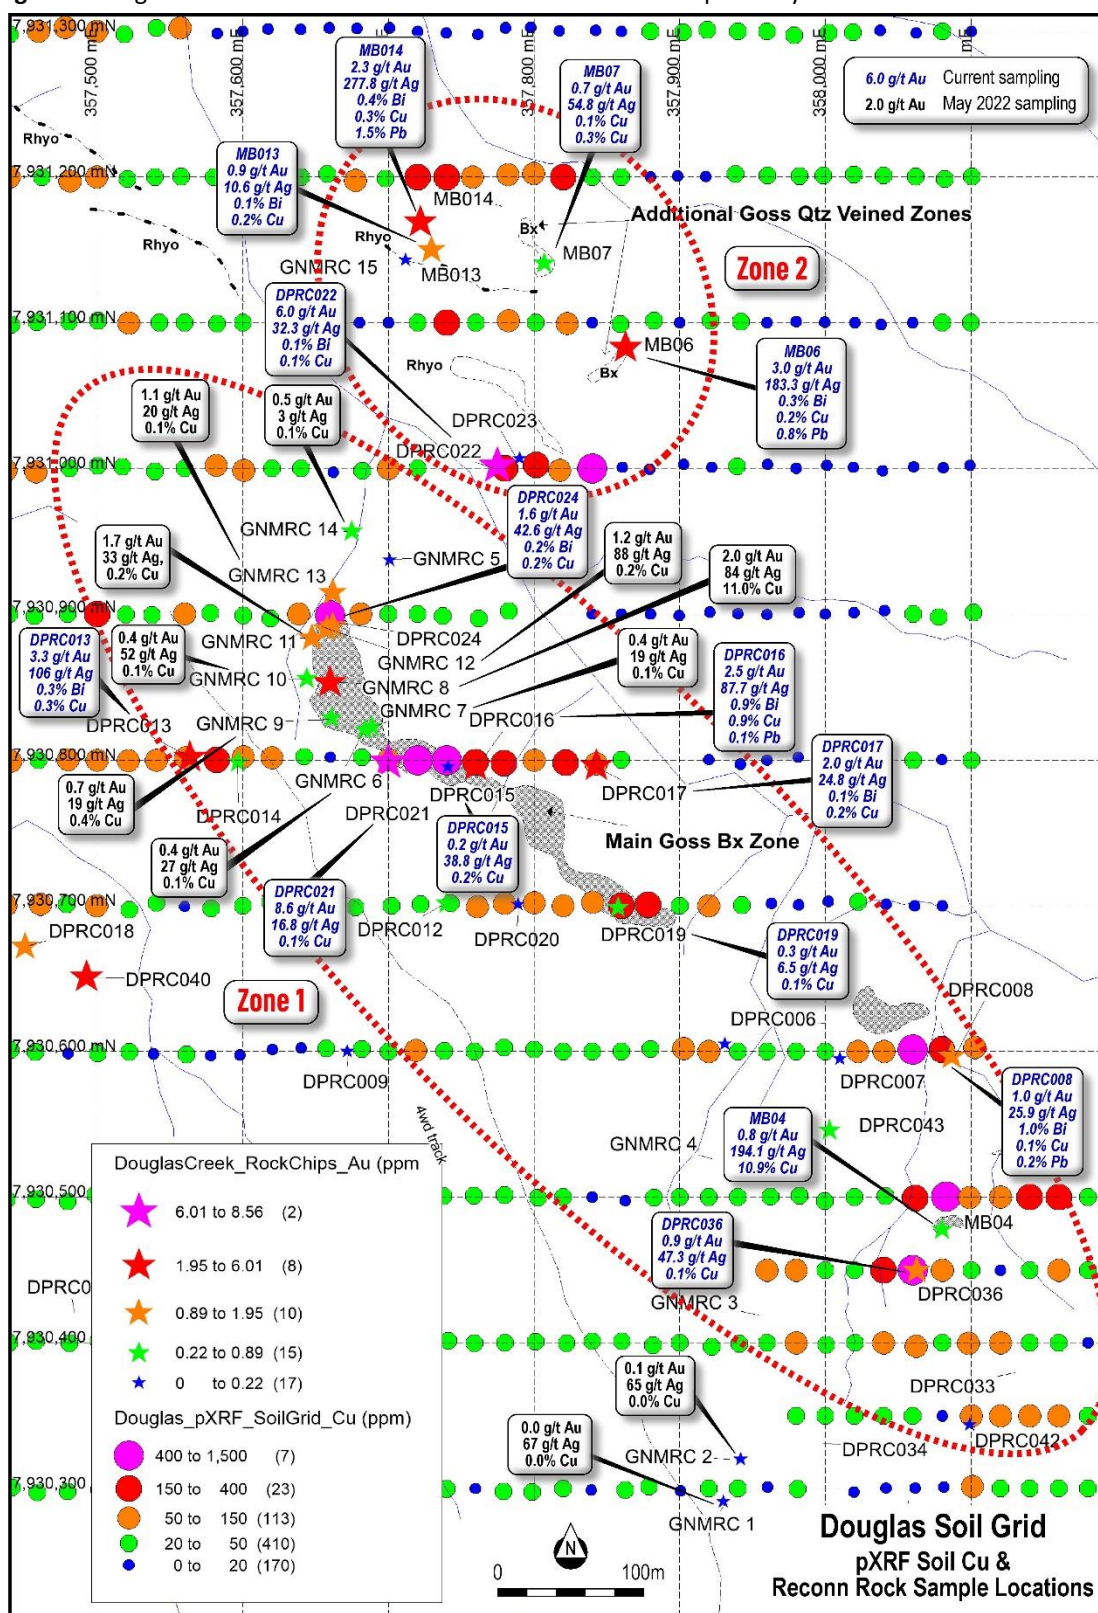 7,931,300 mN
357,500 mE
357,600 mE
357,800 mE
357,900 mE
358,000 mE
mE
6.0 g/t Au Current sampling
2.0 g/t Au May 2022 sampling
MB014
2.3 g/t Au
277.8 g/t Ag
0.4% Bi
0.3% Cu
1.5% Pb
MB07
0.7 g/t Au
54.8 g/t Ag
0.1% Cu
0.3% Cu
Rhyo
MB013
0.9 g/t Au
10.6 g/t Ag
0.1% Bi
0.2% Cu
7,931,200 mN
MB014
Additional Goss Qtz Veined Zones
Bx
Rhyo
Rhyo
MB07
Zone 2
GNMRC 15
MB013
DPRC022
6.0 g/t Au
32.3 g/t Ag
0.1% Bi
0.1% Cu
7,931,100 mN
MB06
Rhyo
Bx
MB06
3.0 g/t Au
183.3 g/t Ag
0.3% Bi
0.2% Cu
0.8% Pb
1.1 g/t Au
20 g/t Ag
0.1% Cu
0.5 g/t Au
3 g/t Ag
0.1% Cu
DPRC023
DPRC022
7,931,000 mN
DPRC024
1.6 g/t Au
42.6 g/t Ag
0.2% Bi
0.2% Cu
GNMRC 14
1.7 g/t Au
33 g/t Ag,
0.2% Cu
GNMRC 5
1.2 g/t Au
88 g/t Ag
0.2% Cu
2.0 g/t Au
84 g/t Ag
11.0% Cu
GNMRC 13
7,930,900 mN
DPRC013
3.3 g/t Au
106 g/t Ag
0.3% Bi
0.3% Cu
0.4 g/t Au
52 g/t Ag
0.1% Cu
GNMRC 11
DPRC024
GNMRC 12
0.4 g/t Au
19 g/t Ag
0.1% Cu
GNMRC 10
GNMRC 8
DPRC016
2.5 g/t Au
87.7 g/t Ag
0.9% Bi
0.9% Cu
0.1% Pb
GNMRC 7
DPRC016
DPRC013
GNMRC 9
7,930,800 mN
DPRC017
2.0 g/t Au
24.8 g/t Ag
0.1% Bi
0.2% Cu
GNMRC 6
DPRC015
DPRC017
0.7 g/t Au
19 g/t Ag
0.4% Cu
DPRC014
DPRC021
DPRC015
0.2 g/t Au
38.8 g/t Ag
0.2% Cu
Main Goss Bx Zone
0.4 g/t Au
27 g/t Ag
0.1% Cu
DPRC021
8.6 g/t Au
16.8 g/t Ag
0.1% Cu
7,930,700 mN
DPRC018
DPRC012
DPRC020
DPRC019
DPRC019
0.3 g/t Au
6.5 g/t Ag
0.1% Cu
DPRC040
Zone 1
DPRC008
DPRC006
7,930,600 mN
DPRC009
DPRC007
DPRC008
1.0 g/t Au
25.9 g/t Ag
1.0% Bi
0.1% Cu
0.2% Pb
4wd track
MB04
0.8 g/t Au
194.1 g/t Ag
10.9% Cu
GNMRC 4
DPRC043
7,930,500
MB04
DPRC036
0.9 g/t Au
47.3 g/t Ag
0.1% Cu
DPRC0
GNMRC 3
DPRC036
7,930,400
0.1 g/t Au
65 g/t Ag
0.0% Cu
DPRC033
0.0 g/t Au
67 g/t Ag
0.0% Cu
DPRC034
DPRC042
GNMRC 2
7,930,300
GNMRC 1
DouglasCreek_RockChips_Au (ppm
6.01 to 8.56 (2)
1.95 to 6.01 (8)
0.89 to 1.95 (10)
0.22 to 0.89 (15)
0 to 0.22 (17)
Douglas_pXRF_SoilGrid_Cu (ppm)
400 to 1,500 (7)
150 to 400 (23)
50 to 150 (113)
20 to 50 (410)
0 to 20 (170)
N
0 100m
Douglas Soil Grid
pXRF Soil Cu &
Reconn Rock Sample Locations